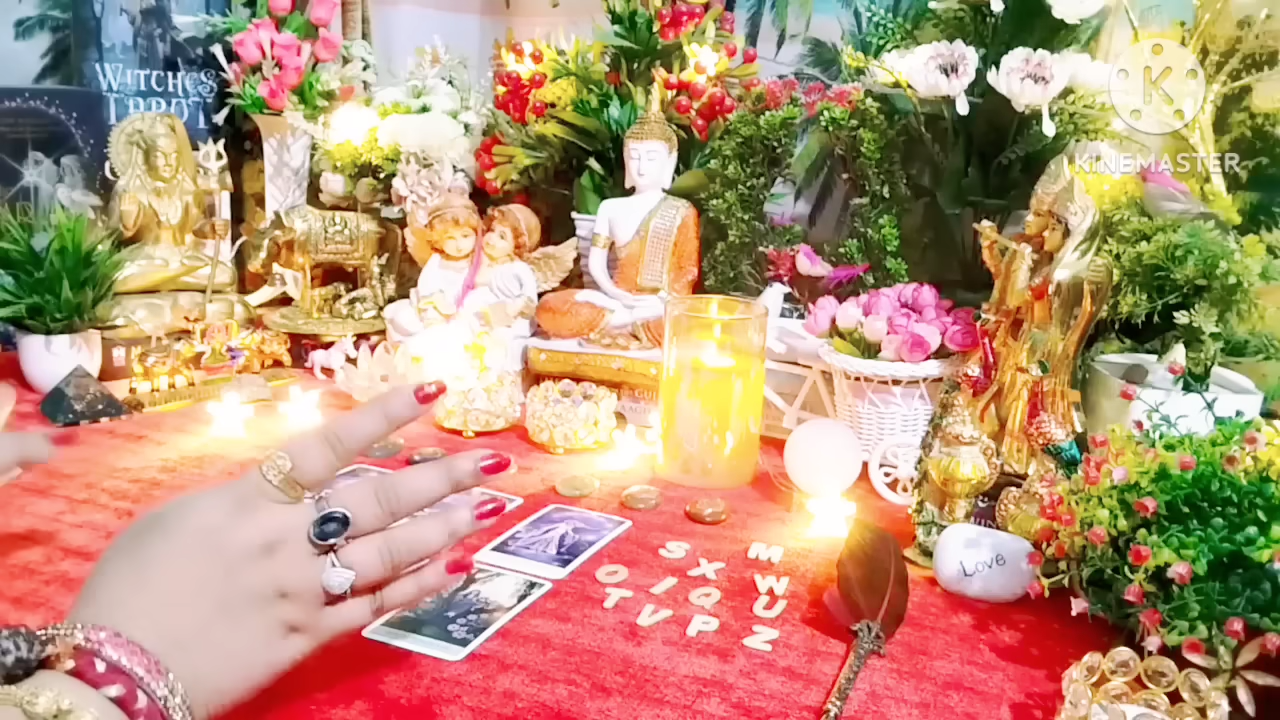 WITCHES
TAROT
K
KINEMASTER
S X M
O I Q W U
T V P Z
Love